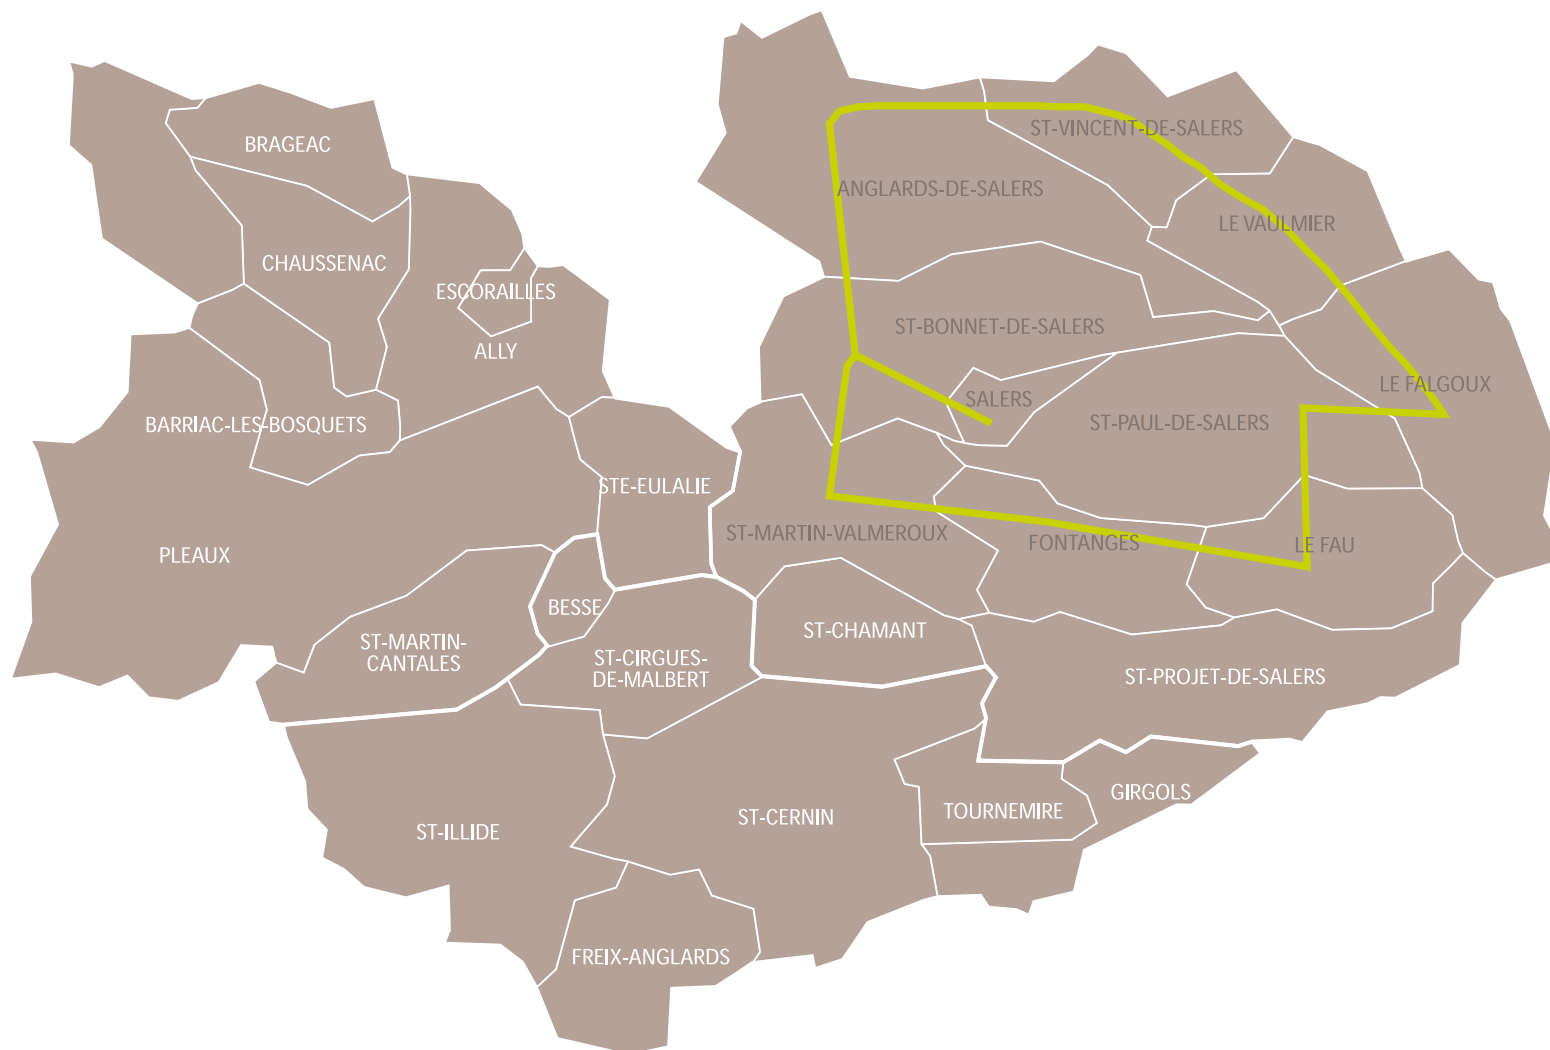 ST-VINCENT-DE-SALERS
BRAGEAC
ANGLARDS-DE-SALERS
LE VAULMIER
CHAUSSENAC
ESCORAILLES
ST-BONNET-DE-SALERS
ALLY
LE FALGOUX
SALERS
ST-PAUL-DE-SALERS
BARRIAC-LES-BOSQUETS
STE-EULALIE
ST-MARTIN-VALMEROUX
FONTANGES
LE FAU
PLEAUX
BESSE
ST-CHAMANT
ST-MARTIN-
CANTALES
ST-CIRGUES-
DE-MALBERT
ST-PROJET-DE-SALERS
GIRGOLS
TOURNEMIRE
ST-CERNIN
ST-ILLIDE
FREIX-ANGLARDS